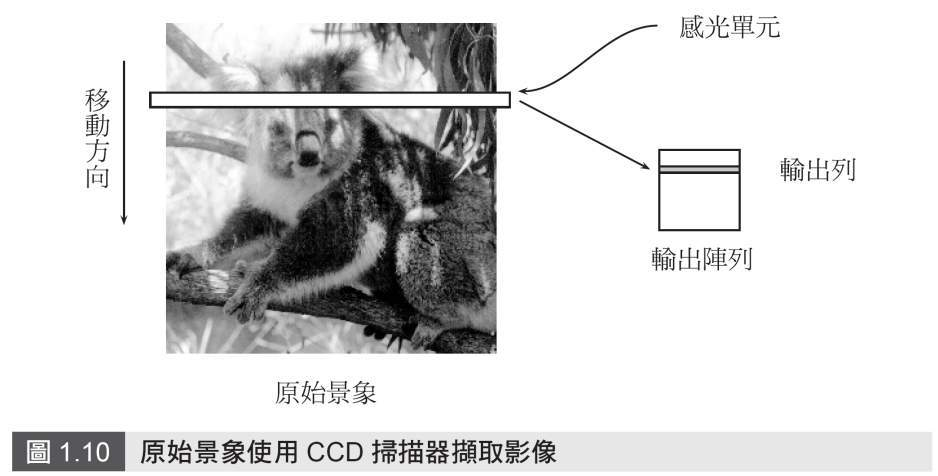 感光單元
移動方向
輸出列
輸出陣列
原始景象
圖 1.10 原始景象使用 CCD 掃描器擷取影像